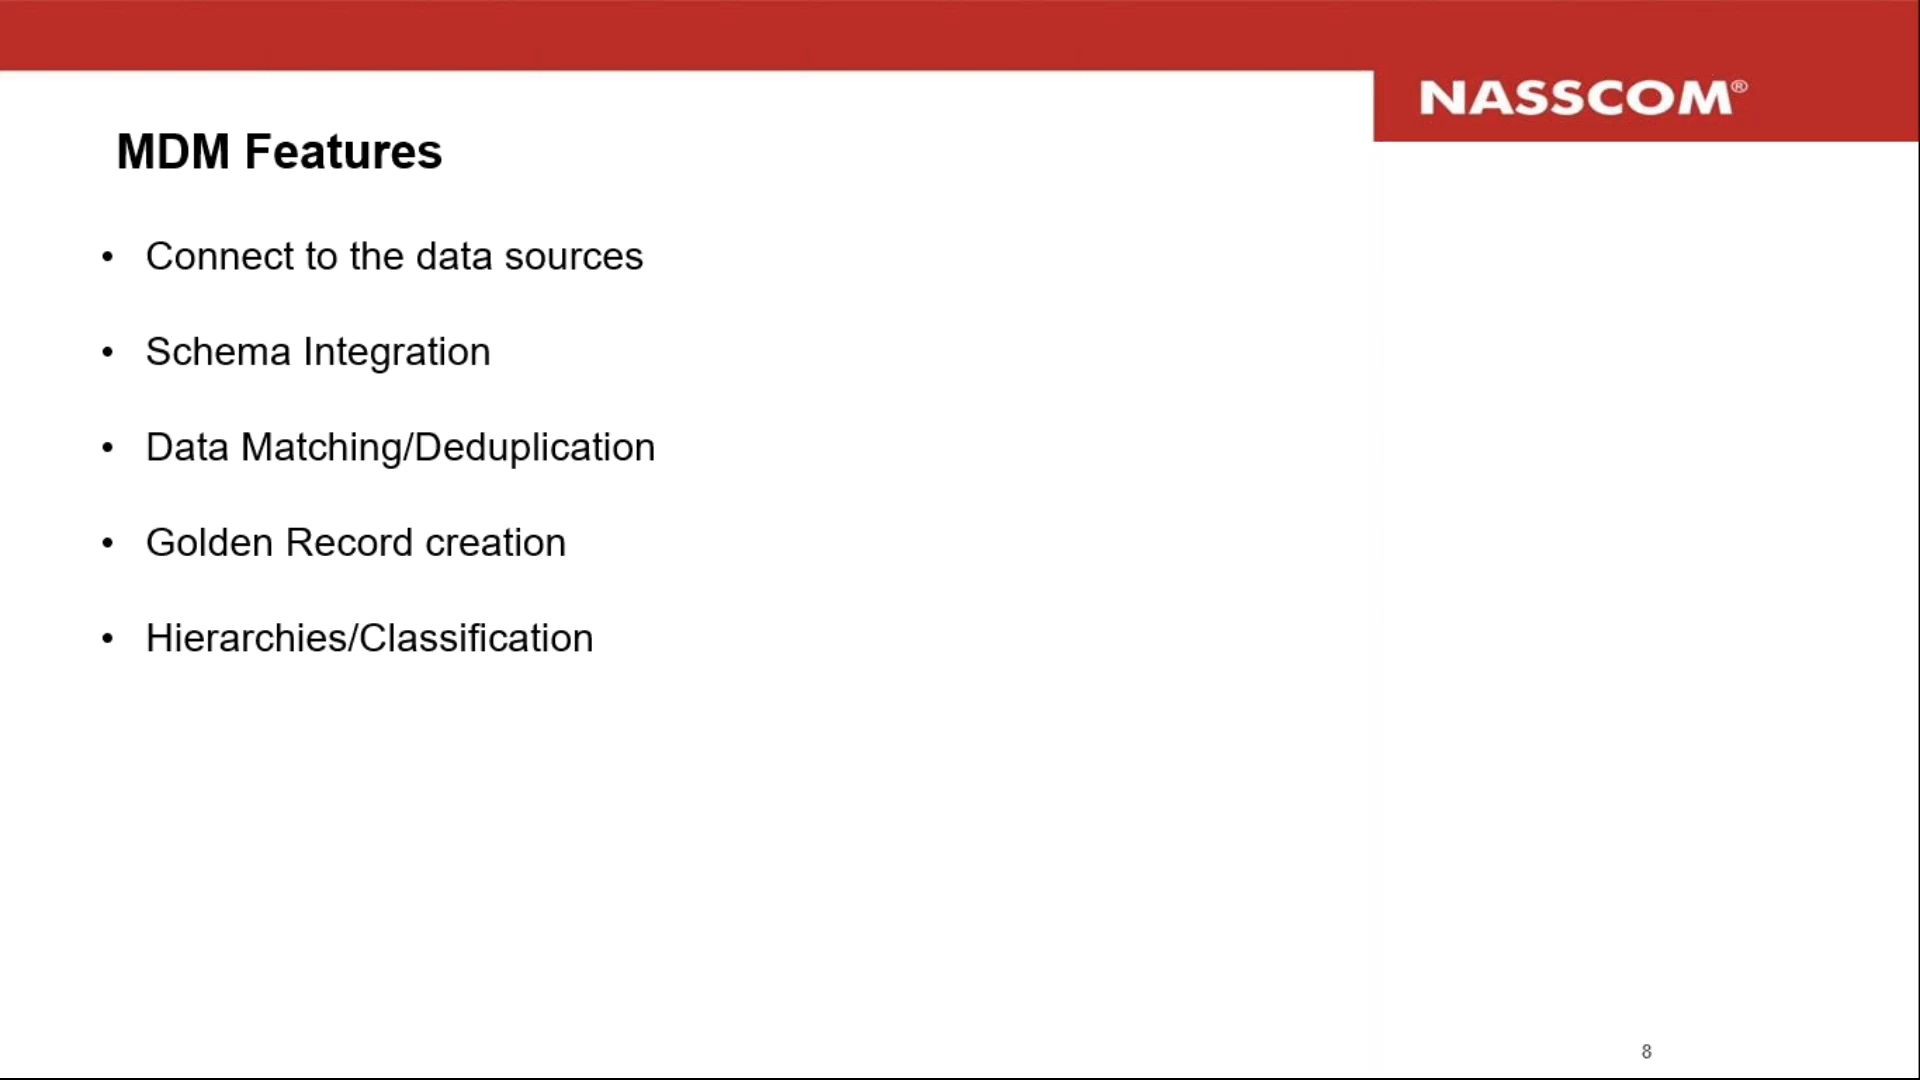 NASSCOM®
MDM Features
• Connect to the data sources
• Schema Integration
• Data Matching/Deduplication
• Golden Record creation
• Hierarchies/Classification
8